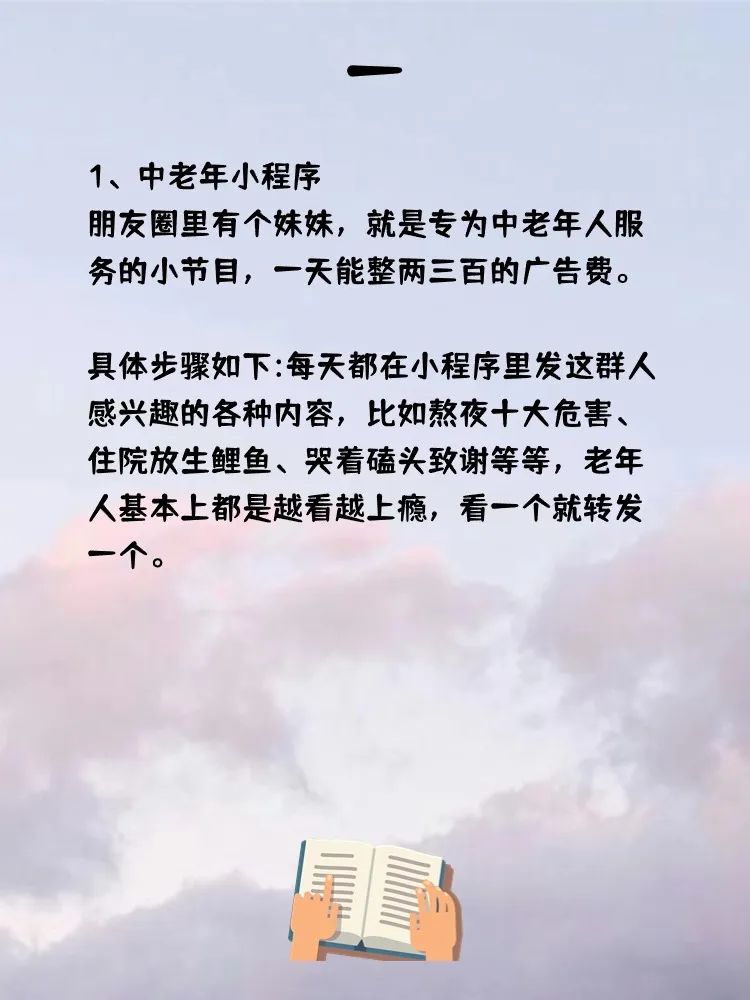 一
1、中老年小程序
朋友圈里有个妹妹，就是专为中老年人服
务的小节目，一天能整两三百的广告费。
具体步骤如下:每天都在小程序里发这群人
感兴趣的各种内容，比如熬夜十大危害、
住院放生鲤鱼、哭着磕头致谢等等，老年
人基本上都是越看越上瘾，看一个就转发
一个。